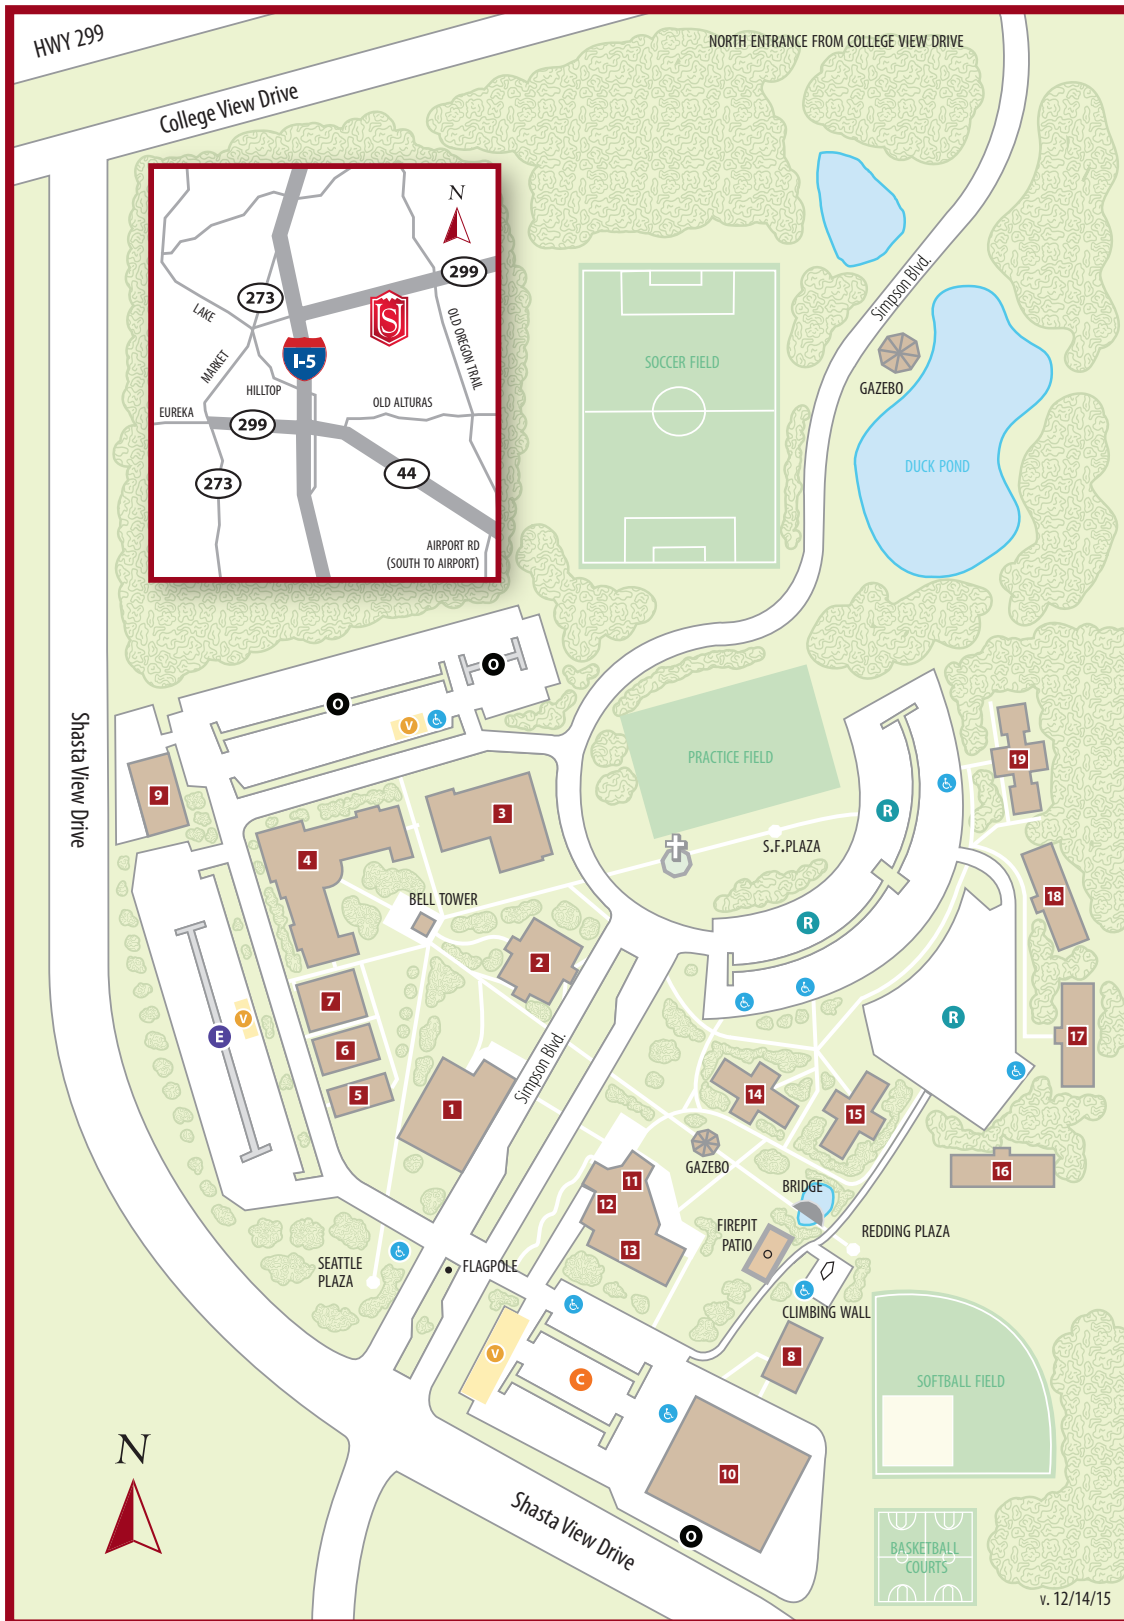 HWY 299
NORTH ENTRANCE FROM COLLEGE VIEW DRIVE
College View Drive
N
299
273
US
LAKE
OLD OREGON TRAIL
MARKET
I-5
HILLTOP
OLD ALTURAS
EUREKA
299
44
273
AIRPORT RD
(SOUTH TO AIRPORT)
Simpson Blvd.
SOCCER FIELD
GAZEBO
DUCK POND
O
O
V
Shasta View Drive
PRACTICE FIELD
19
9
3
R
S.F.PLAZA
4
18
BELL TOWER
R
2
7
V
E
R
17
6
Simpson Blvd.
5
14
1
15
GAZEBO
16
11
BRIDGE
12
FIREPIT
PATIO
REDDING PLAZA
13
SEATTLE
PLAZA
FLAGPOLE
CLIMBING WALL
V
8
C
SOFTBALL FIELD
N
10
Shasta View Drive
O
BASKETBALL
COURTS
v. 12/14/15